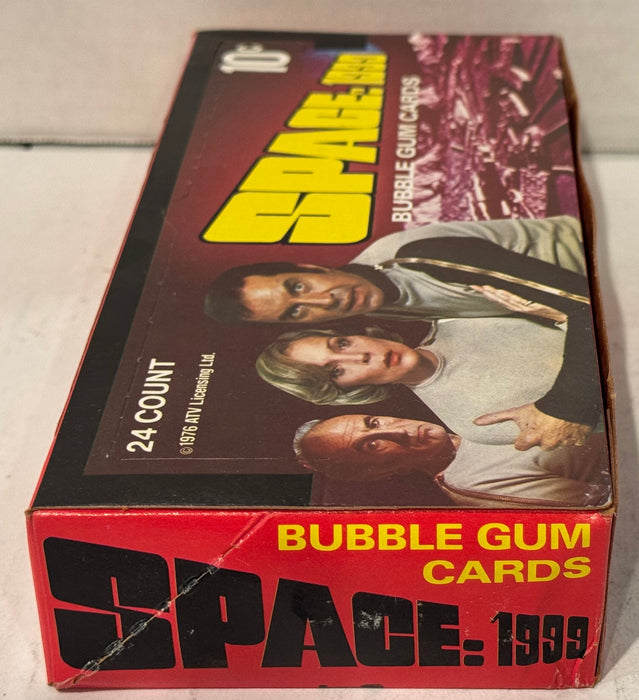 10¢
SPACE: 1999
BUBBLE GUM CARDS
24 COUNT
©1976 ATV Licensing Ltd.
BUBBLE GUM
CARDS
SPACE: 1999